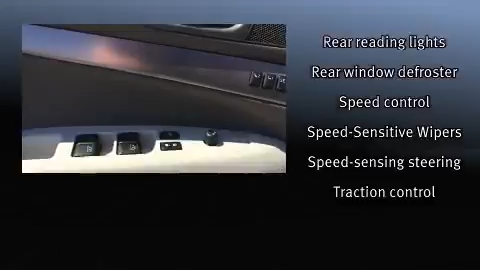 Rear reading lights
Rear window defroster
Speed control
Speed-Sensitive Wipers
Speed-sensing steering
Traction control